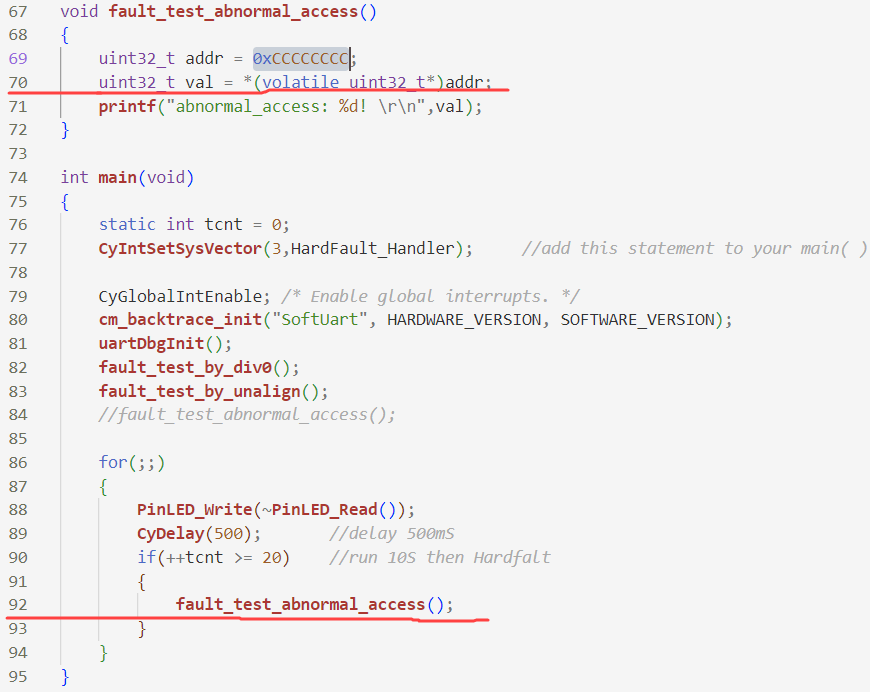 67 void fault_test_abnormal_access()
68 {
69 uint32_t addr = 0xCCCCCCCC;
70 uint32_t val = *(volatile uint32_t*)addr;
71 printf("abnormal_access: %d! \r\n",val);
72 }
73
74 int main(void)
75 {
76 static int tcnt = 0;
77 CyIntSetSysVector(3,HardFault_Handler); //add this statement to your main( )
78
79 CyGlobalIntEnable; /* Enable global interrupts. */
80 cm_backtrace_init("SoftUart", HARDWARE_VERSION, SOFTWARE_VERSION);
81 uartDbgInit();
82 fault_test_by_div0();
83 fault_test_by_unalign();
84 //fault_test_abnormal_access();
85
86 for(;;)
87 {
88 PinLED_Write(~PinLED_Read());
89 CyDelay(500); //delay 500mS
90 if(++tcnt >= 20) //run 10S then Hardfalt
91 {
92 fault_test_abnormal_access();
93 }
94 }
95 }